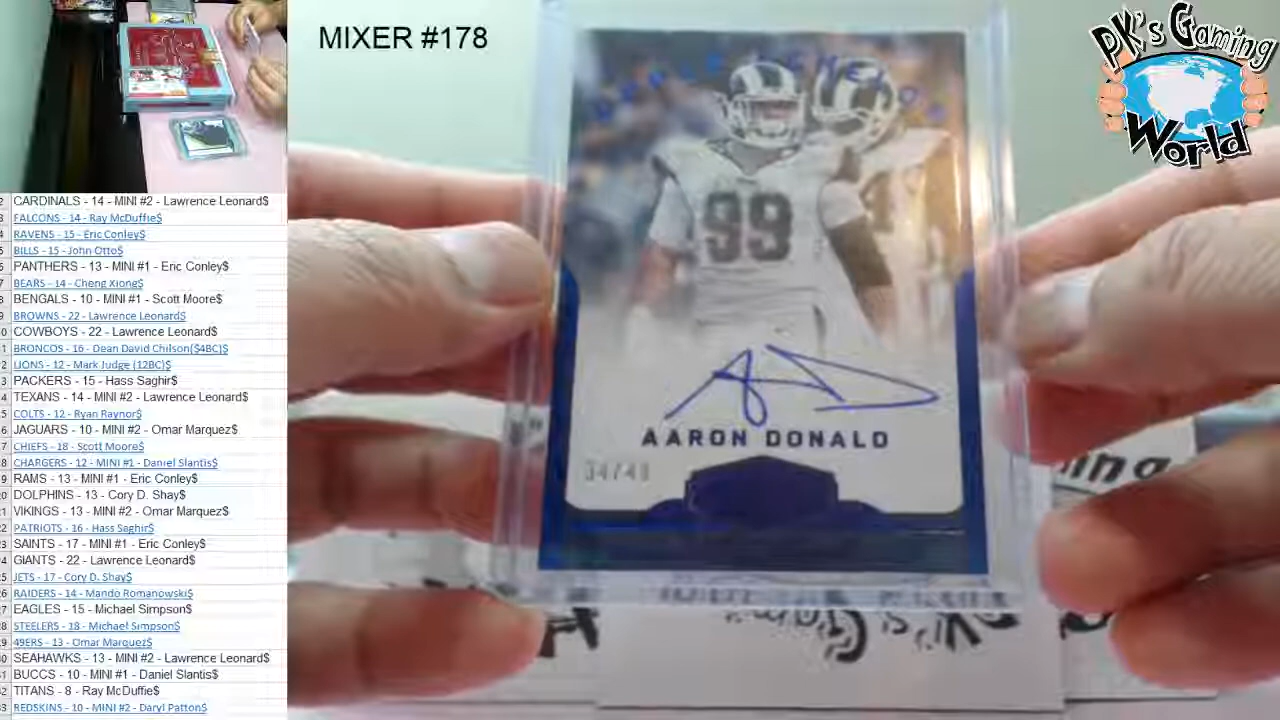 MIXER #178
PK's Gaming
World
CARDINALS - 14 - MINI #2 - Lawrence Leonard$
FALCONS - 14 - Ray McDuffie$
RAVENS - 15 - Eric Conley$
BILLS - 15 - John Otto$
PANTHERS - 13 - MINI #1 - Eric Conley$
BEARS - 14 - Cheng Xiong$
BENGALS - 10 - MINI #1 - Scott Moore$
BROWNS - 22 - Lawrence Leonard$
COWBOYS - 22 - Lawrence Leonard$
BRONCOS - 16 - Dean David Chilson($4BC)$
LIONS - 12 - Mark Judge (12BC)$
PACKERS - 15 - Hass Saghir$
TEXANS - 14 - MINI #2 - Lawrence Leonard$
COLTS - 12 - Ryan Raynor$
JAGUARS - 10 - MINI #2 - Omar Marquez$
CHIEFS - 18 - Scott Moore$
CHARGERS - 12 - MINI #1 - Daniel Slantis$
RAMS - 13 - MINI #1 - Eric Conley$
DOLPHINS - 13 - Cory D. Shay$
VIKINGS - 13 - MINI #2 - Omar Marquez$
PATRIOTS - 16 - Hass Saghir$
SAINTS - 17 - MINI #1 - Eric Conley$
GIANTS - 22 - Lawrence Leonard$
JETS - 17 - Cory D. Shay$
RAIDERS - 14 - Mando Romanowski$
EAGLES - 15 - Michael Simpson$
STEELERS - 18 - Michael Simpson$
49ERS - 13 - Omar Marquez$
SEAHAWKS - 13 - MINI #2 - Lawrence Leonard$
BUCCS - 10 - MINI #1 - Daniel Slantis$
TITANS - 8 - Ray McDuffie$
REDSKINS - 10 - MINI #2 - Daryl Patton$
99
AARON DONALD